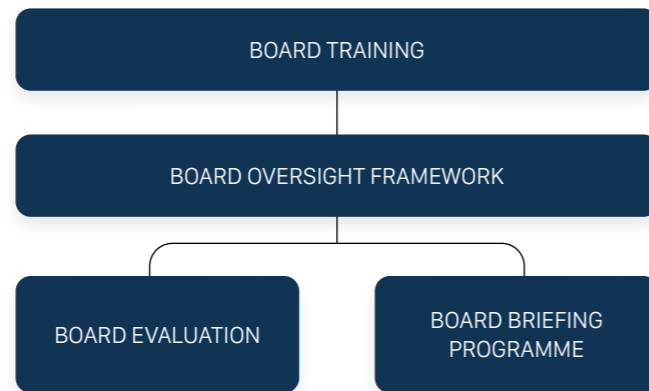 BOARD TRAINING
BOARD OVERSIGHT FRAMEWORK
BOARD EVALUATION
BOARD BRIEFING
PROGRAMME